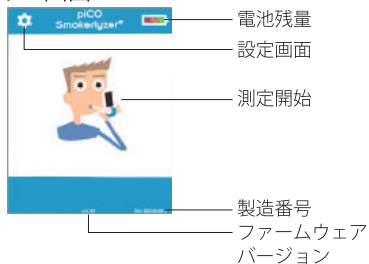 piCO
Smokerlyzer®
電池残量
設定画面
測定開始
製造番号
ファームウェア
バージョン